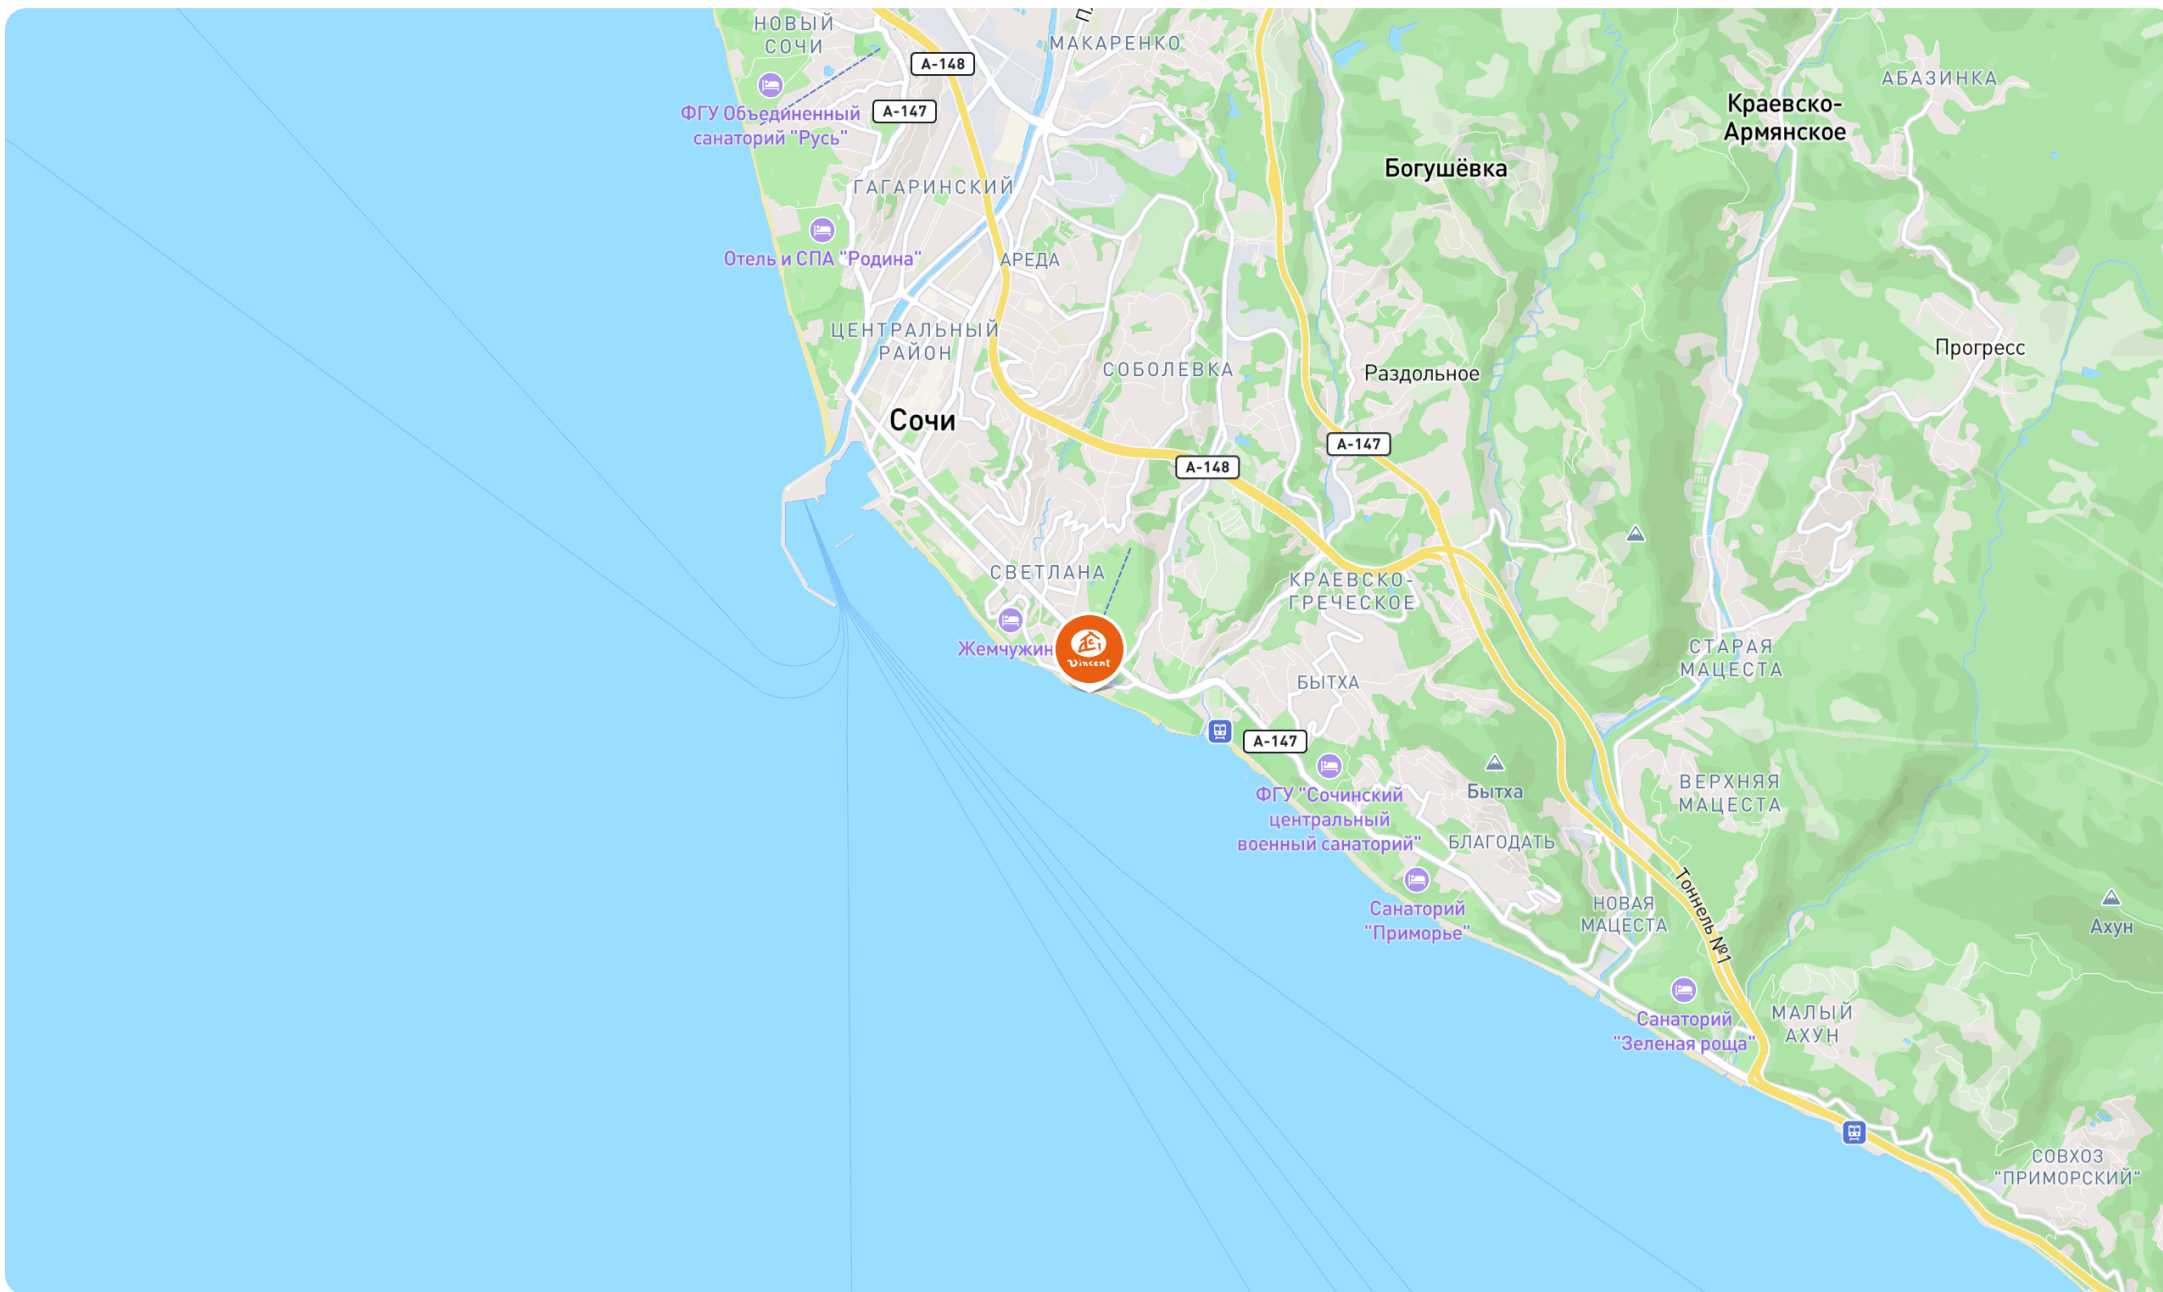 НОВЫЙ
СОЧИ
МАКАРЕНКО
А-148
АБАЗИНКА
ФГУ Объединенный
санаторий "Русь"
А-147
Краевско-
Армянское
Богушёвка
ГАГАРИНСКИЙ
Отель и СПА "Родина"
АРЕДА
ЦЕНТРАЛЬНЫЙ
РАЙОН
Прогресс
СОБОЛЕВКА
Раздольное
Сочи
А-147
А-148
СВЕТЛАНА
КРАЕВСКО-
ГРЕЧЕСКОЕ
Жемчужин
Vincent
СТАРАЯ
МАЦЕСТА
БЫТХА
А-147
ФГУ "Сочинский
центральный
военный санаторий"
Бытха
ВЕРХНЯЯ
МАЦЕСТА
БЛАГОДАТЬ
Тоннель №1
Санаторий
"Приморье"
НОВАЯ
МАЦЕСТА
Ахун
Санаторий
"Зеленая роща"
МАЛЫЙ
АХУН
СОВХОЗ
"ПРИМОРСКИЙ"